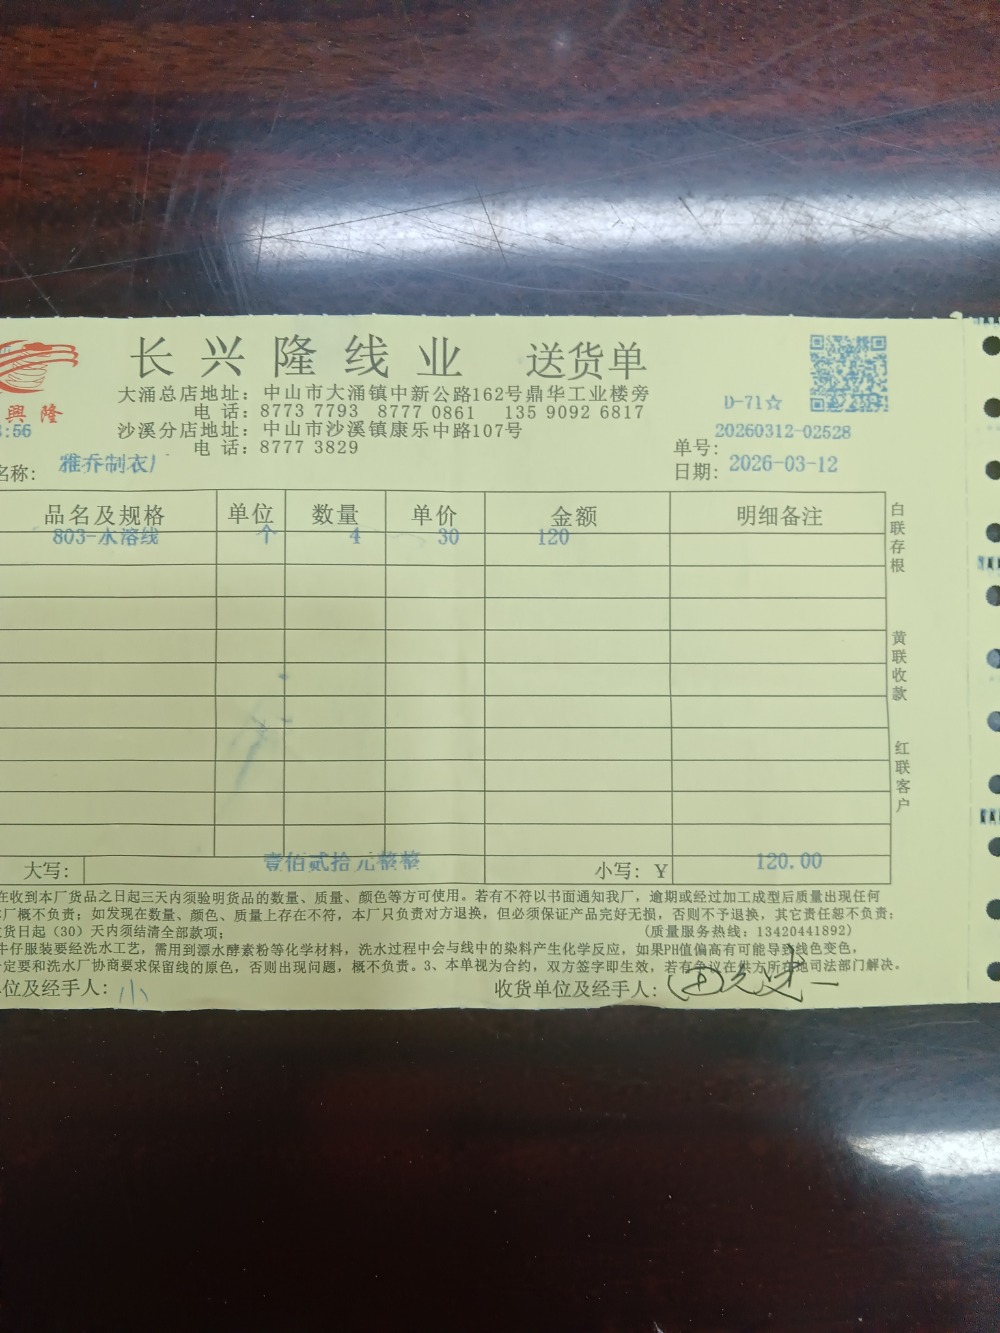 长兴隆线业 送货单
大涌总店地址：中山市大涌镇中新公路162号鼎华工业楼旁
电 话：8773 7793 8777 0861 135 9092 6817
沙溪分店地址：中山市沙溪镇康乐中路107号
电 话：8777 3829
興 隆
:56
D-71☆
单号：20260312-02528
日期：2026-03-12
名称：雅乔制衣厂
品名及规格 单位 数量 单价 金额 明细备注
803-水溶线 个 4 30 120
白联存根
黄联收款
红联客户
大写：壹佰贰拾元整整 小写：Y 120.00
在收到本厂货品之日起三天内须验明货品的数量、质量、颜色等方可使用。若有不符以书面通知我厂，逾期或经过加工成型后质量出现任何
厂概不负责；如发现在数量、颜色、质量上存在不符，本厂只负责对方退换，但必须保证产品完好无损，否则不予退换，其它责任恕不负责；
货日起（30）天内须结清全部款项； （质量服务热线：13420441892）
牛仔服装要经洗水工艺，需用到漂水酵素粉等化学材料，洗水过程中会与线中的染料产生化学反应，如果PH值偏高有可能导致线色变色，
定要和洗水厂协商要求保留线的原色，否则出现问题，概不负责。3、本单视为合约，双方签字即生效，若有争议在供方所在地司法部门解决。
位及经手人：小 收货单位及经手人：